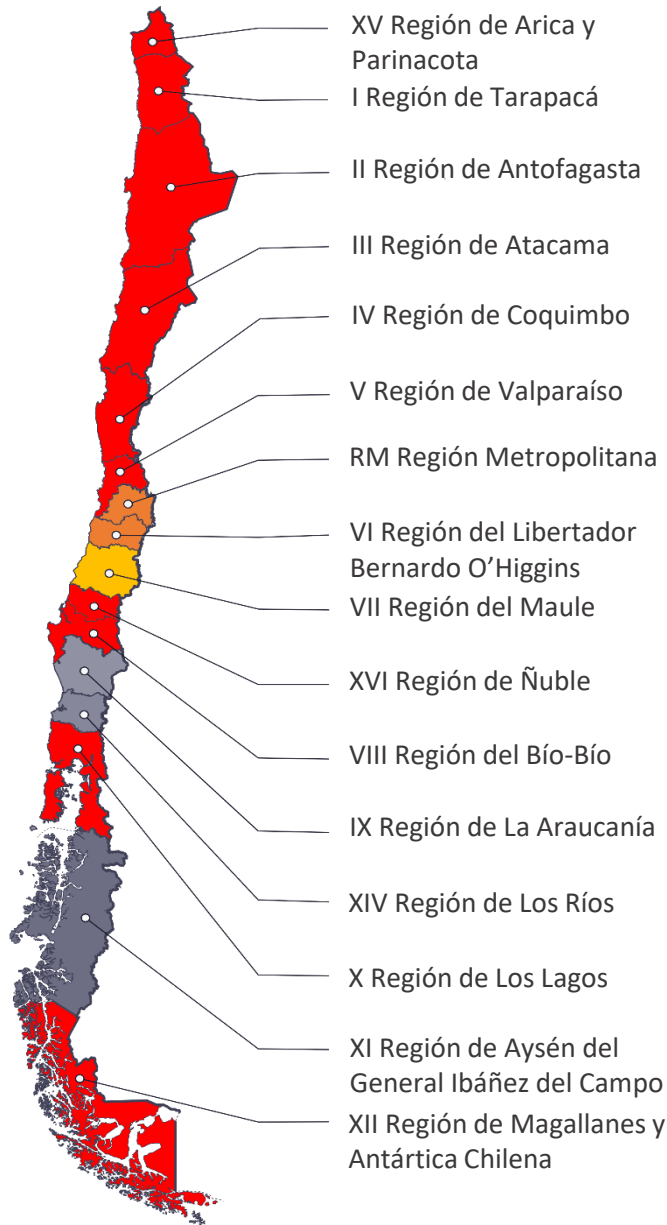 XV Región de Arica y
Parinacota
I Región de Tarapacá
II Región de Antofagasta
III Región de Atacama
IV Región de Coquimbo
V Región de Valparaíso
RM Región Metropolitana
VI Región del Libertador
Bernardo O’Higgins
VII Región del Maule
XVI Región de Ñuble
VIII Región del Bío-Bío
IX Región de La Araucanía
XIV Región de Los Ríos
X Región de Los Lagos
XI Región de Aysén del
General Ibáñez del Campo
XII Región de Magallanes y
Antártica Chilena